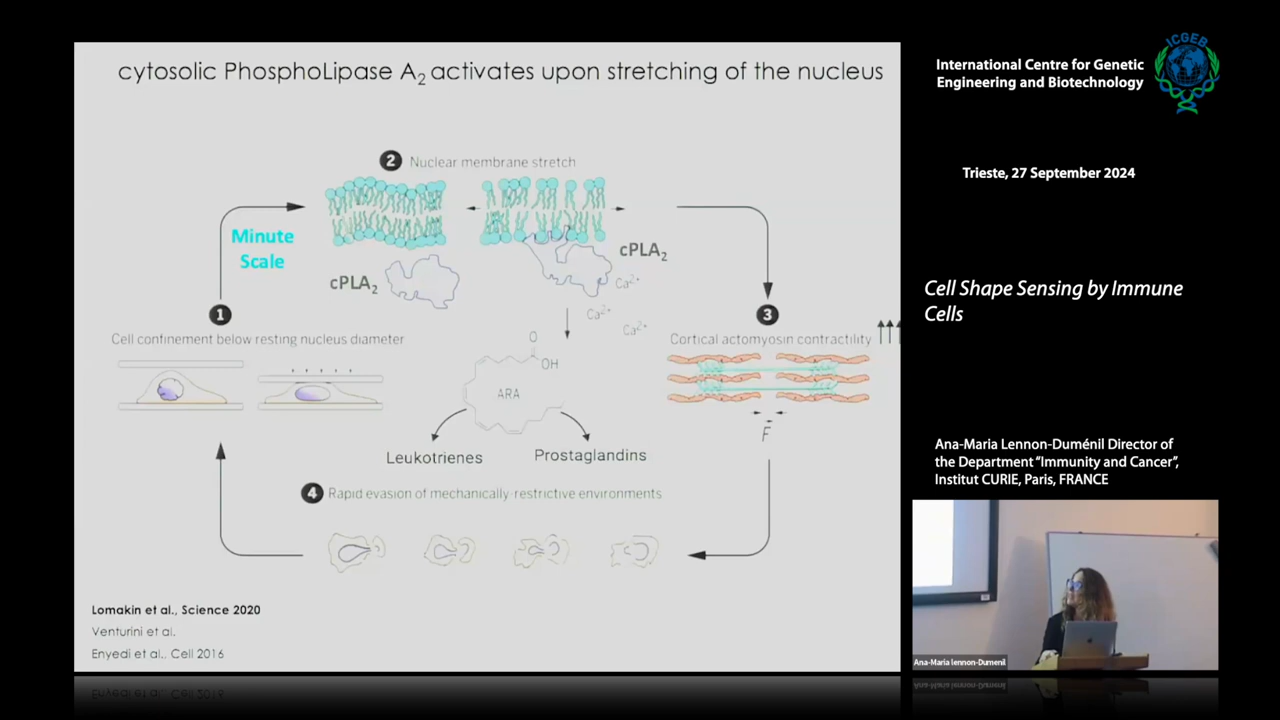 cytosolic PhosphoLipase A2 activates upon stretching of the nucleus
2 Nuclear membrane stretch
Minute
Scale
cPLA2
cPLA2
Ca2+
Ca2+
Ca2+
1
Cell confinement below resting nucleus diameter
3
Cortical actomyosin contractility
O
OH
ARA
F
Leukotrienes
Prostaglandins
4 Rapid evasion of mechanically-restrictive environments
Lomakin et al., Science 2020
Venturini et al.
Enyedi et al., Cell 2016
ICGEB
International Centre for Genetic
Engineering and Biotechnology
Trieste, 27 September 2024
Cell Shape Sensing by Immune
Cells
Ana-Maria Lennon-Duménil Director of
the Department “Immunity and Cancer”,
Institut CURIE, Paris, FRANCE
Ana-Maria lennon-Dumenil